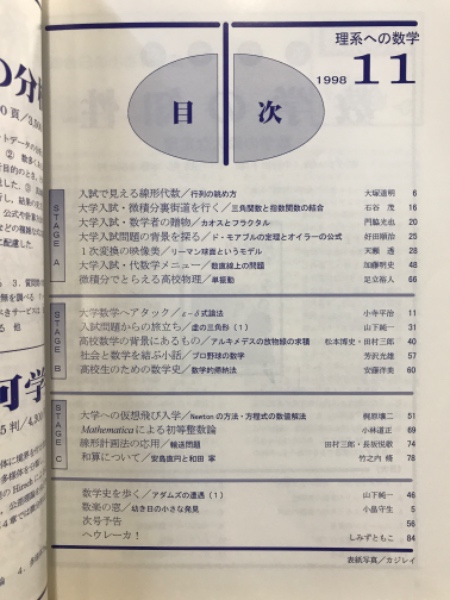 理系への数学
1998 11
目 次
STAGE A
入試で見える線形代数／行列の眺め方 大塚道明 6
大学入試・微積分裏街道を行く／三角関数と指数関数の結合 石谷 茂 16
大学入試・数学者の贈物／カオスとフラクタル 門脇光也 20
大学入試問題の背景を探る／ド・モアブルの定理とオイラーの公式 好田順治 25
1次変換の映像美／リーマン球面というモデル 天瀬 透 28
大学入試・代数学メニュー／動直線上の問題 加藤明史 48
微積分でとらえる高校物理／単振動 足立裕人 66
STAGE B
大学数学へアタック／ε-δ式論法 小寺平治 11
入試問題からの旅立ち／虚の三角形（1） 山下純一 31
高校数学の背景にあるもの／アルキメデスの放物線の求積 松本博史・田村三郎 40
社会と数学を結ぶ小話／プロ野球の数学 芳沢光雄 57
高校生のための数学史／数学的帰納法 安藤洋美 60
STAGE C
大学への仮想飛び入学／Newtonの方法・方程式の数値解法 梶原壤二 51
Mathematicaによる初等整数論 小林道正 69
線形計画法の応用／輸送問題 田村三郎・長坂悦敬 74
和算について／安島直円と和田 寧 竹之内 脩 78
数学史を歩く／アダムズの遭遇（1） 山下純一 46
数楽の窓／幼き日の小さな発見 小畠守生 5
次号予告 56
ヘウレーカ！ しみずともこ 84
表紙写真／カジレイ